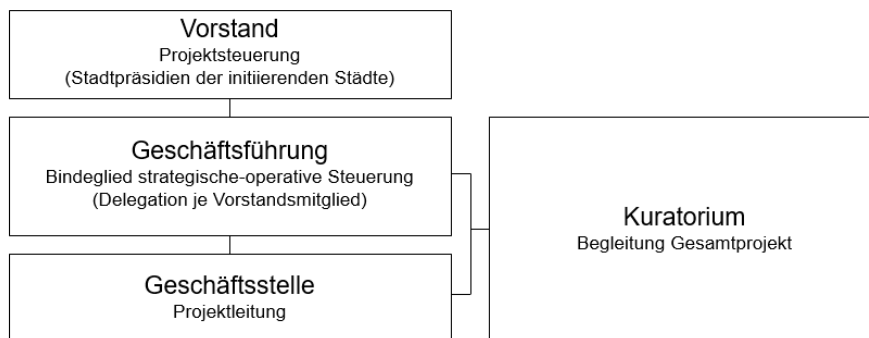 Vorstand
Projektsteuerung
(Stadtpräsidien der initiierenden Städte)
Geschäftsführung
Bindeglied strategische-operative Steuerung
(Delegation je Vorstandsmitglied)
Geschäftsstelle
Projektleitung
Kuratorium
Begleitung Gesamtprojekt